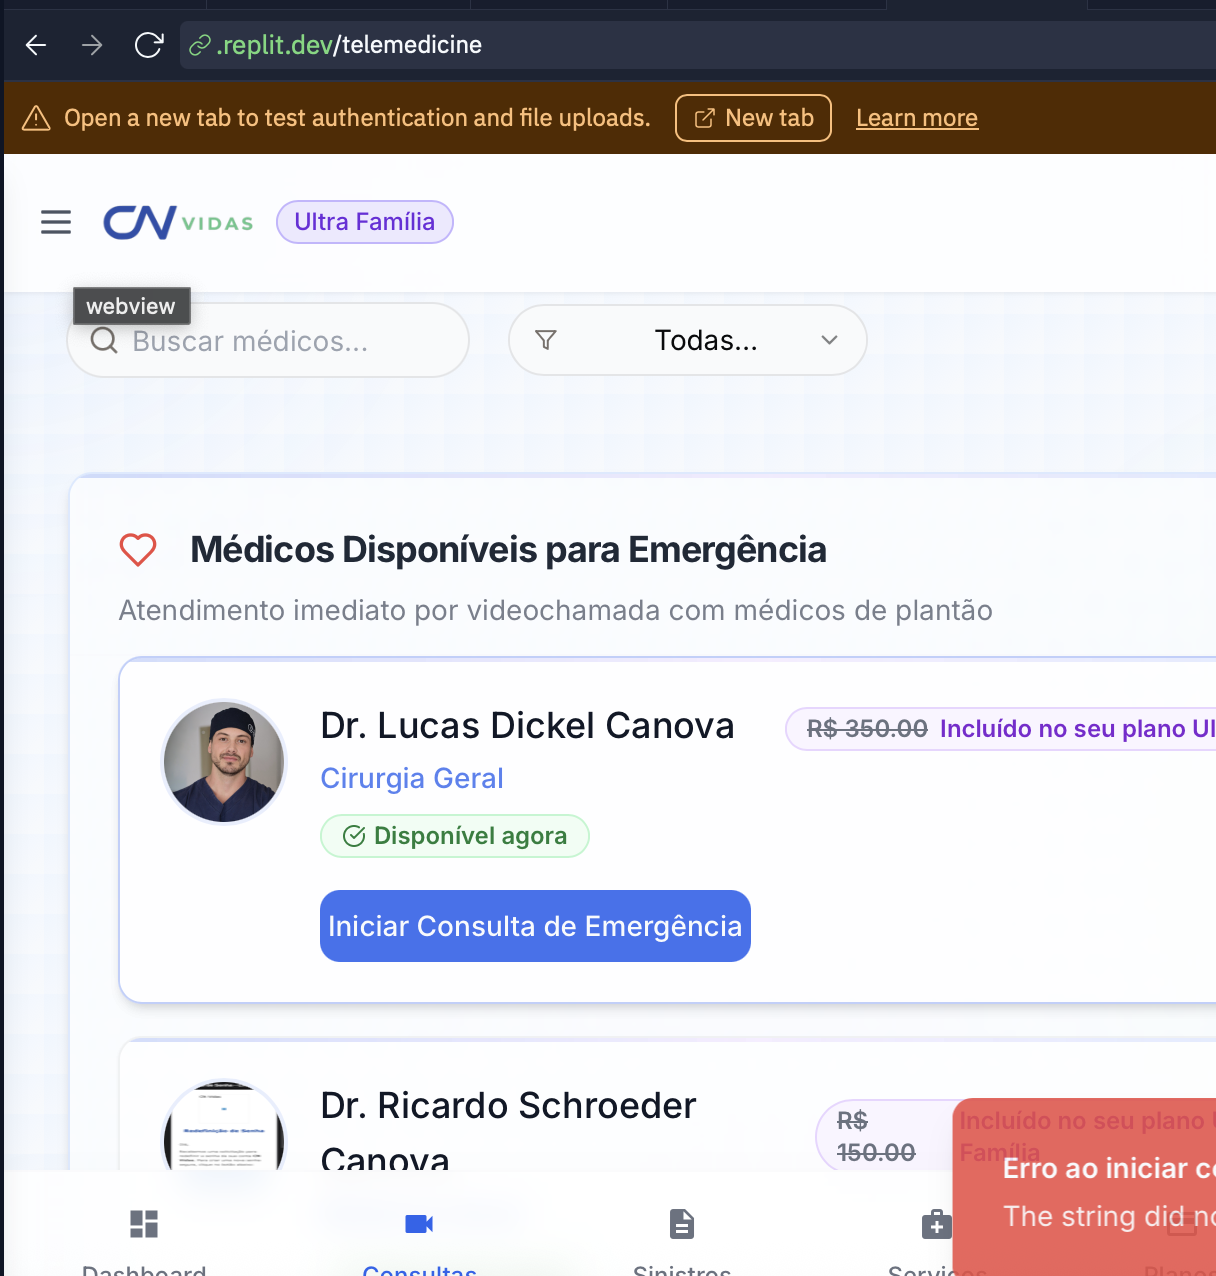 .replit.dev/telemedicine
Open a new tab to test authentication and file uploads. New tab Learn more
CN VIDAS Ultra Família
webview
Buscar médicos... Todas...
Médicos Disponíveis para Emergência
Atendimento imediato por videochamada com médicos de plantão
Dr. Lucas Dickel Canova
R$ 350.00 Incluído no seu plano Ul
Cirurgia Geral
Disponível agora
Iniciar Consulta de Emergência
Dr. Ricardo Schroeder
Canova
R$
150.00
Incluído no seu plano U
Família
Erro ao iniciar co
The string did no
Dashboard Consultas Sinistros Serviços Planos